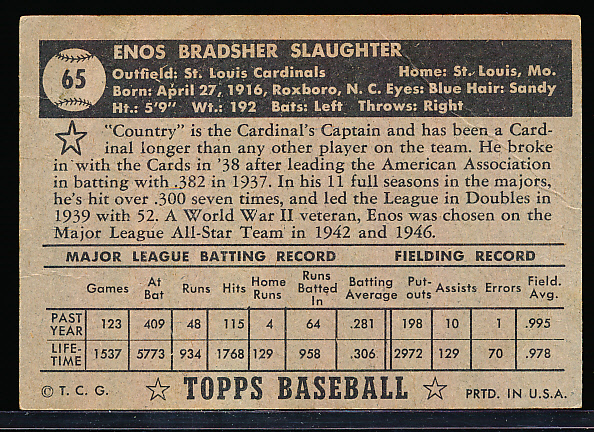 65
ENOS BRADSHER SLAUGHTER
Outfield: St. Louis Cardinals Home: St. Louis, Mo.
Born: April 27, 1916, Roxboro, N. C. Eyes: Blue Hair: Sandy
Ht.: 5'9" Wt.: 192 Bats: Left Throws: Right
"Country" is the Cardinal's Captain and has been a Card-
inal longer than any other player on the team. He broke
in with the Cards in '38 after leading the American Association
in batting with .382 in 1937. In his 11 full seasons in the majors,
he's hit over .300 seven times, and led the League in Doubles in
1939 with 52. A World War II veteran, Enos was chosen on the
Major League All-Star Team in 1942 and 1946.
MAJOR LEAGUE BATTING RECORD FIELDING RECORD
Games At Bat Runs Hits Home Runs Runs Batted In Batting Average Put-outs Assists Errors Field. Avg.
PAST YEAR 123 409 48 115 4 64 .281 198 10 1 .995
LIFE-TIME 1537 5773 934 1768 129 958 .306 2972 129 70 .978
© T. C. G. ☆ TOPPS BASEBALL ☆ PRTD. IN U.S.A.